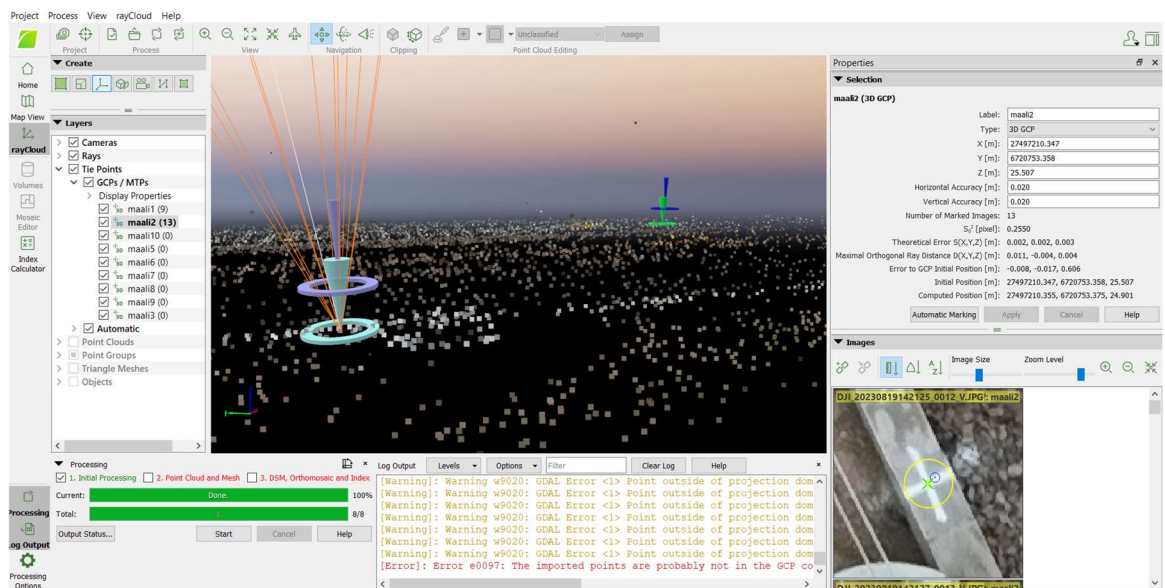 Project Process View rayCloud Help
Project Process View Navigation Clipping Point Cloud Editing
Unclassified Assign
Home
Map View
rayCloud
Volumes
Mosaic Editor
Index Calculator
Processing
Log Output
Processing Options
Create
Layers
Cameras
Rays
Tie Points
GCPs / MTPs
Display Properties
maali1 (9)
maali2 (13)
maali10 (0)
maali5 (0)
maali6 (0)
maali7 (0)
maali8 (0)
maali9 (0)
maali3 (0)
Automatic
Point Clouds
Point Groups
Triangle Meshes
Objects
Properties
Selection
maali2 (3D GCP)
Label: maali2
Type: 3D GCP
X [m]: 27497210.347
Y [m]: 6720753.358
Z [m]: 25.507
Horizontal Accuracy [m]: 0.020
Vertical Accuracy [m]: 0.020
Number of Marked Images: 13
S₀² [pixel]: 0.2550
Theoretical Error S(X,Y,Z) [m]: 0.002, 0.002, 0.003
Maximal Orthogonal Ray Distance D(X,Y,Z) [m]: 0.011, -0.004, 0.004
Error to GCP Initial Position [m]: -0.008, -0.017, 0.606
Initial Position [m]: 27497210.347, 6720753.358, 25.507
Computed Position [m]: 27497210.355, 6720753.375, 24.901
Automatic Marking Apply Cancel Help
Images
Image Size Zoom Level
DJI_20230819142125_0012_V.JPG: maali2
DJI_20230819142127_0013_V.JPG: maali2
Processing
1. Initial Processing 2. Point Cloud and Mesh 3. DSM, Orthomosaic and Index
Current: Done. 100%
Total: 8/8
Output Status... Start Cancel Help
Log Output Levels Options Filter Clear Log Help
[Warning]: Warning w9020: GDAL Error <1> Point outside of projection dom
[Warning]: Warning w9020: GDAL Error <1> Point outside of projection dom
[Warning]: Warning w9020: GDAL Error <1> Point outside of projection dom
[Warning]: Warning w9020: GDAL Error <1> Point outside of projection dom
[Warning]: Warning w9020: GDAL Error <1> Point outside of projection dom
[Warning]: Warning w9020: GDAL Error <1> Point outside of projection dom
[Warning]: Warning w9020: GDAL Error <1> Point outside of projection dom
[Error]: Error e0097: The imported points are probably not in the GCP co